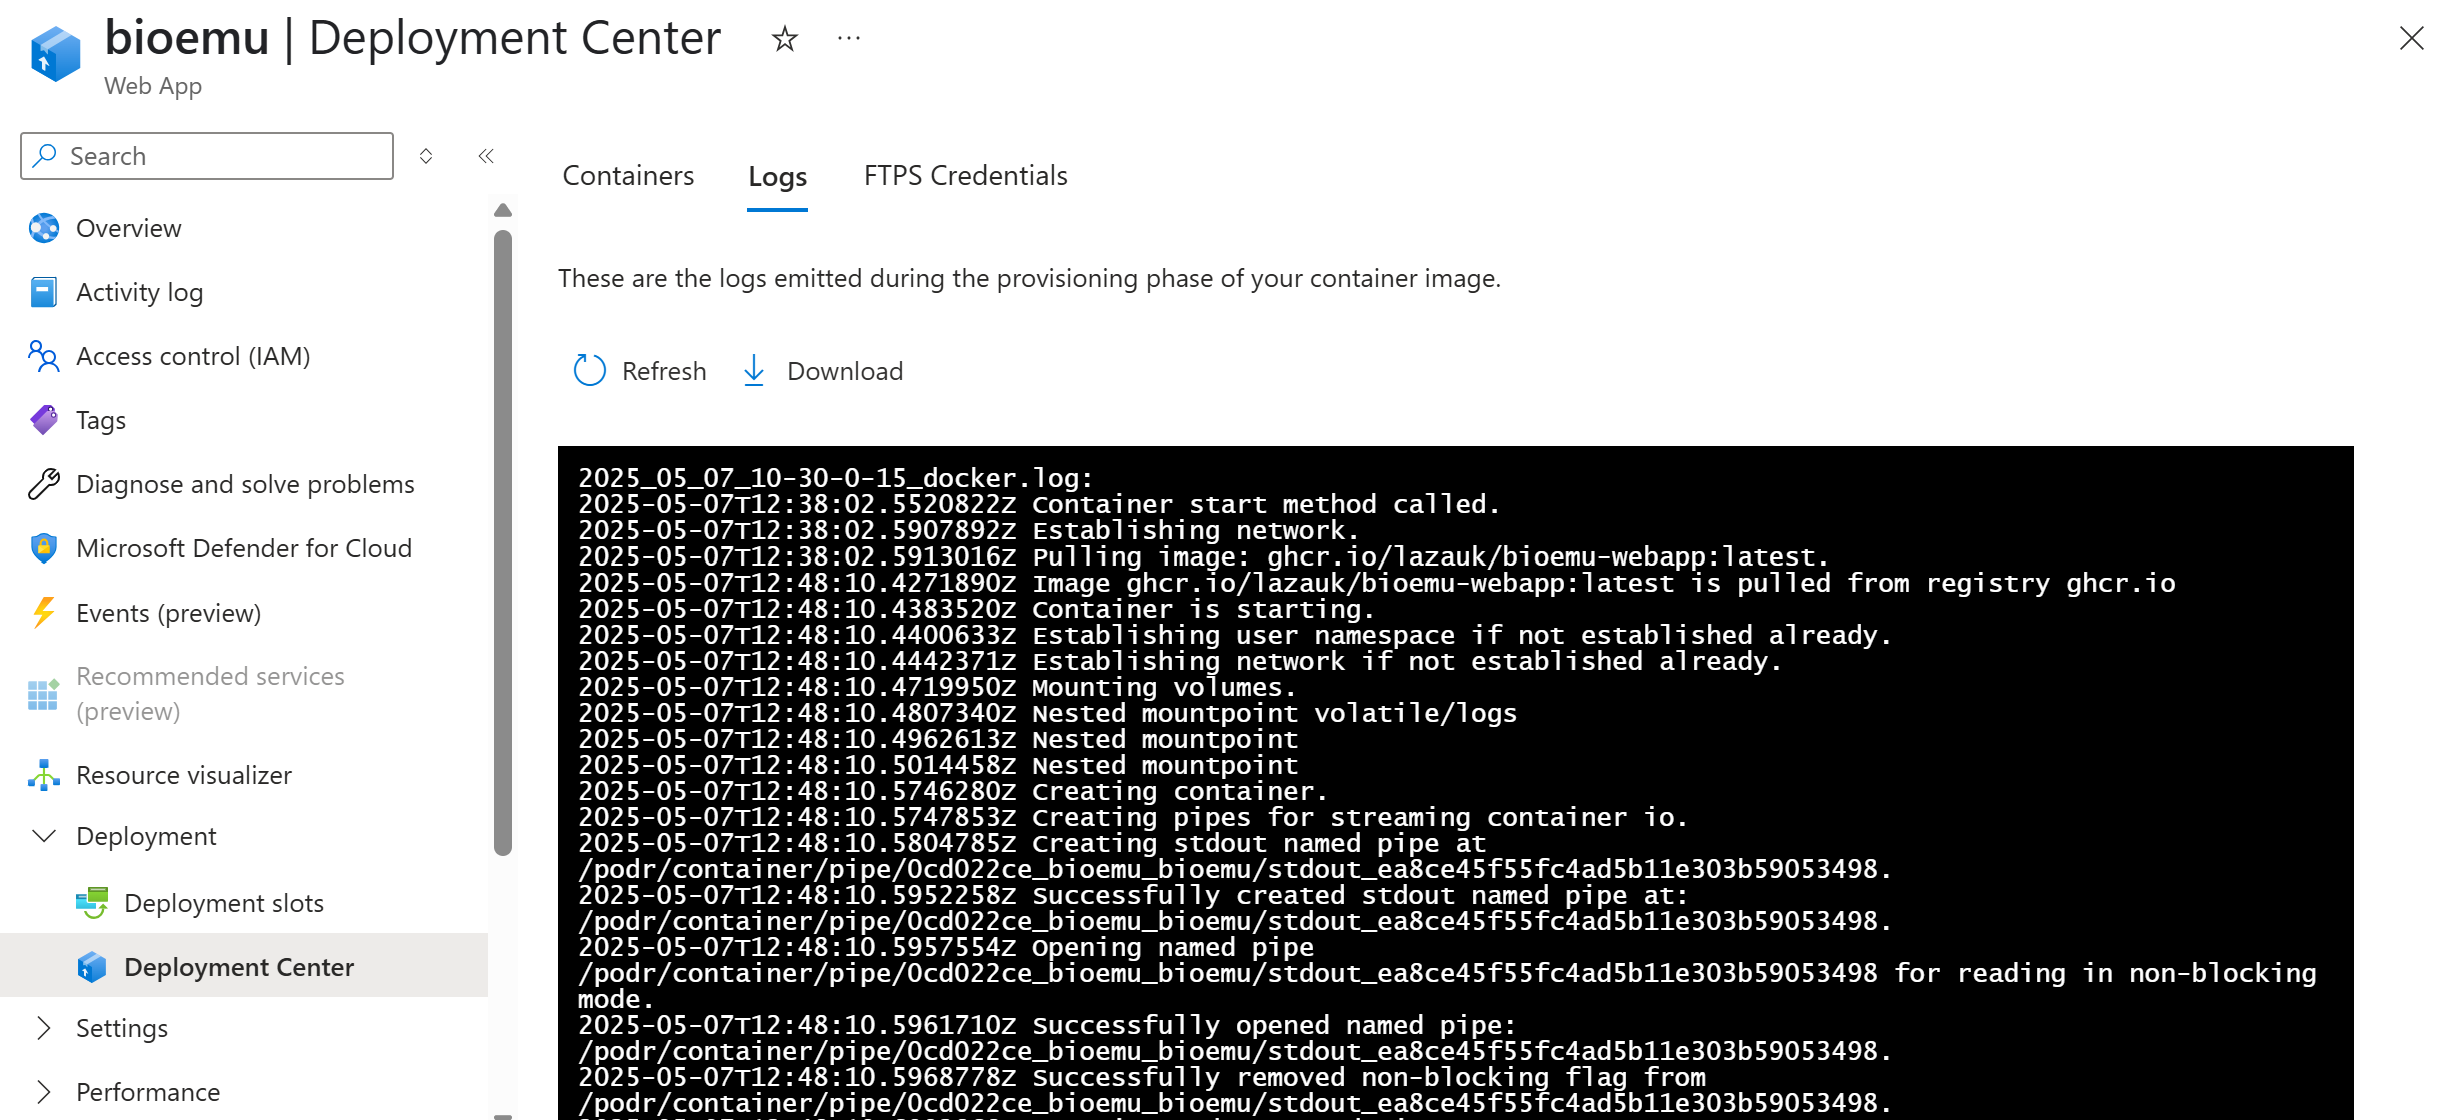 bioemu | Deployment Center
Web App
Search
Overview
Activity log
Access control (IAM)
Tags
Diagnose and solve problems
Microsoft Defender for Cloud
Events (preview)
Recommended services
(preview)
Resource visualizer
Deployment
Deployment slots
Deployment Center
Settings
Performance
Containers
Logs
FTPS Credentials
These are the logs emitted during the provisioning phase of your container image.
Refresh
Download
2025_05_07_10-30-0-15_docker.log:
2025-05-07T12:38:02.5520822Z Container start method called.
2025-05-07T12:38:02.5907892Z Establishing network.
2025-05-07T12:38:02.5913016Z Pulling image: ghcr.io/lazauk/bioemu-webapp:latest.
2025-05-07T12:48:10.4271890Z Image ghcr.io/lazauk/bioemu-webapp:latest is pulled from registry ghcr.io
2025-05-07T12:48:10.4383520Z Container is starting.
2025-05-07T12:48:10.4400633Z Establishing user namespace if not established already.
2025-05-07T12:48:10.4442371Z Establishing network if not established already.
2025-05-07T12:48:10.4719950Z Mounting volumes.
2025-05-07T12:48:10.4807340Z Nested mountpoint volatile/logs
2025-05-07T12:48:10.4962613Z Nested mountpoint
2025-05-07T12:48:10.5014458Z Nested mountpoint
2025-05-07T12:48:10.5746280Z Creating container.
2025-05-07T12:48:10.5747853Z Creating pipes for streaming container io.
2025-05-07T12:48:10.5804785Z Creating stdout named pipe at
/podr/container/pipe/0cd022ce_bioemu_bioemu/stdout_ea8ce45f55fc4ad5b11e303b59053498.
2025-05-07T12:48:10.5952258Z Successfully created stdout named pipe at:
/podr/container/pipe/0cd022ce_bioemu_bioemu/stdout_ea8ce45f55fc4ad5b11e303b59053498.
2025-05-07T12:48:10.5957554Z Opening named pipe
/podr/container/pipe/0cd022ce_bioemu_bioemu/stdout_ea8ce45f55fc4ad5b11e303b59053498 for reading in non-blocking
mode.
2025-05-07T12:48:10.5961710Z Successfully opened named pipe:
/podr/container/pipe/0cd022ce_bioemu_bioemu/stdout_ea8ce45f55fc4ad5b11e303b59053498.
2025-05-07T12:48:10.5968778Z Successfully removed non-blocking flag from
/podr/container/pipe/0cd022ce_bioemu_bioemu/stdout_ea8ce45f55fc4ad5b11e303b59053498.